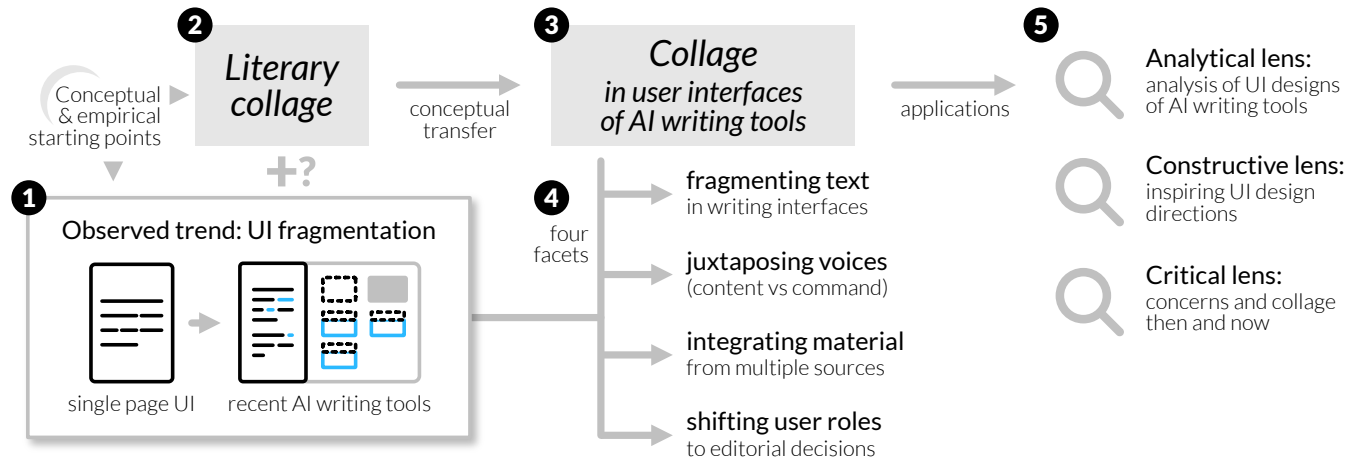 Conceptual
& empirical
starting points
1
Observed trend: UI fragmentation
single page UI
recent AI writing tools
+?
2
Literary
collage
conceptual
transfer
3
Collage
in user interfaces
of AI writing tools
4
four
facets
fragmenting text
in writing interfaces
juxtaposing voices
(content vs command)
integrating material
from multiple sources
shifting user roles
to editorial decisions
applications
5
Analytical lens:
analysis of UI designs
of AI writing tools
Constructive lens:
inspiring UI design
directions
Critical lens:
concerns and collage
then and now